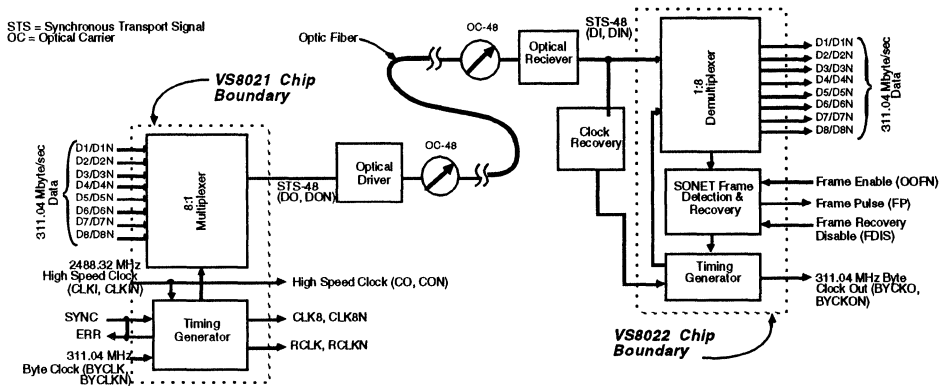 STS = Synchronous Transport Signal
OC = Optical Carrier
VS8021 Chip
Boundary
311.04 Mbyte/sec
Data
D1/D1N
D2/D2N
D3/D3N
D4/D4N
D5/D5N
D6/D6N
D7/D7N
D8/D8N
8:1
Multiplexer
2488.32 MHz
High Speed Clock
(CLKI, CLKIN)
High Speed Clock (CO, CON)
SYNC
ERR
311.04 MHz
Byte Clock (BYCLK,
BYCLKN)
Timing
Generator
CLK8, CLK8N
RCLK, RCLKN
STS-48
(DO, DON)
Optical
Driver
OC-48
Optic Fiber
OC-48
Optical
Reciever
STS-48
(DI, DIN)
Clock
Recovery
1:8
Demultiplexer
D1/D1N
D2/D2N
D3/D3N
D4/D4N
D5/D5N
D6/D6N
D7/D7N
D8/D8N
311.04 Mbyte/sec
Data
SONET Frame
Detection &
Recovery
Frame Enable (OOFN)
Frame Pulse (FP)
Frame Recovery
Disable (FDIS)
Timing
Generator
311.04 MHz Byte
Clock Out (BYCKO,
BYCKON)
VS8022 Chip
Boundary